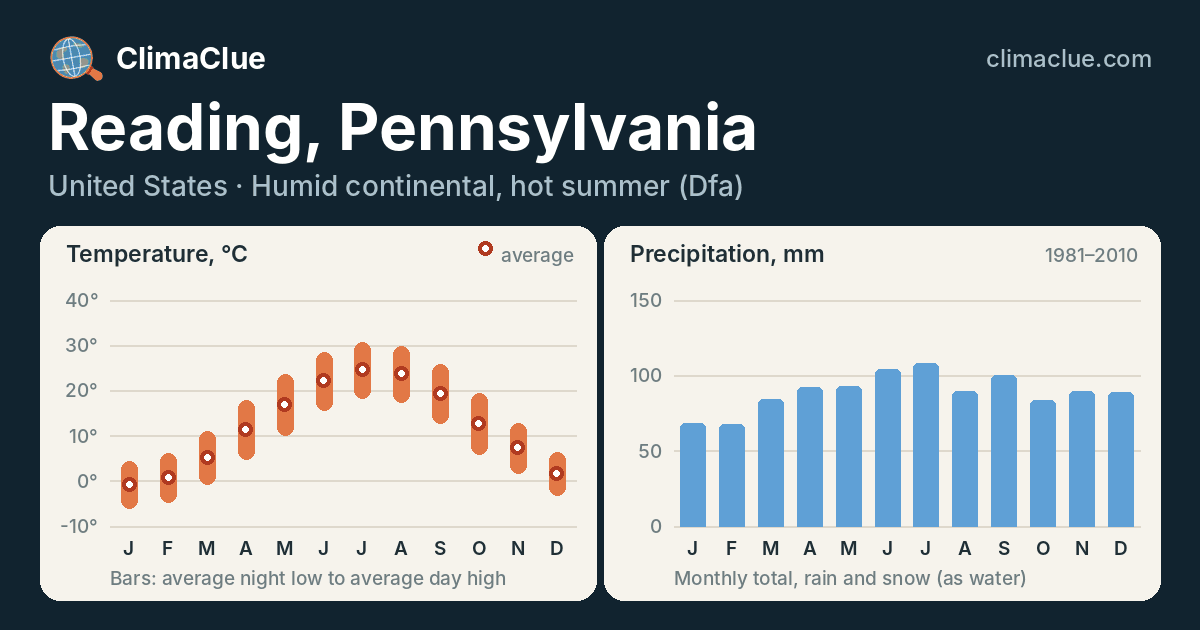 ClimaClue
climaclue.com
Reading, Pennsylvania
United States · Humid continental, hot summer (Dfa)
Temperature, °C
average
40°
30°
20°
10°
0°
-10°
J F M A M J J A S O N D
Bars: average night low to average day high
Precipitation, mm
1981–2010
150
100
50
0
J F M A M J J A S O N D
Monthly total, rain and snow (as water)